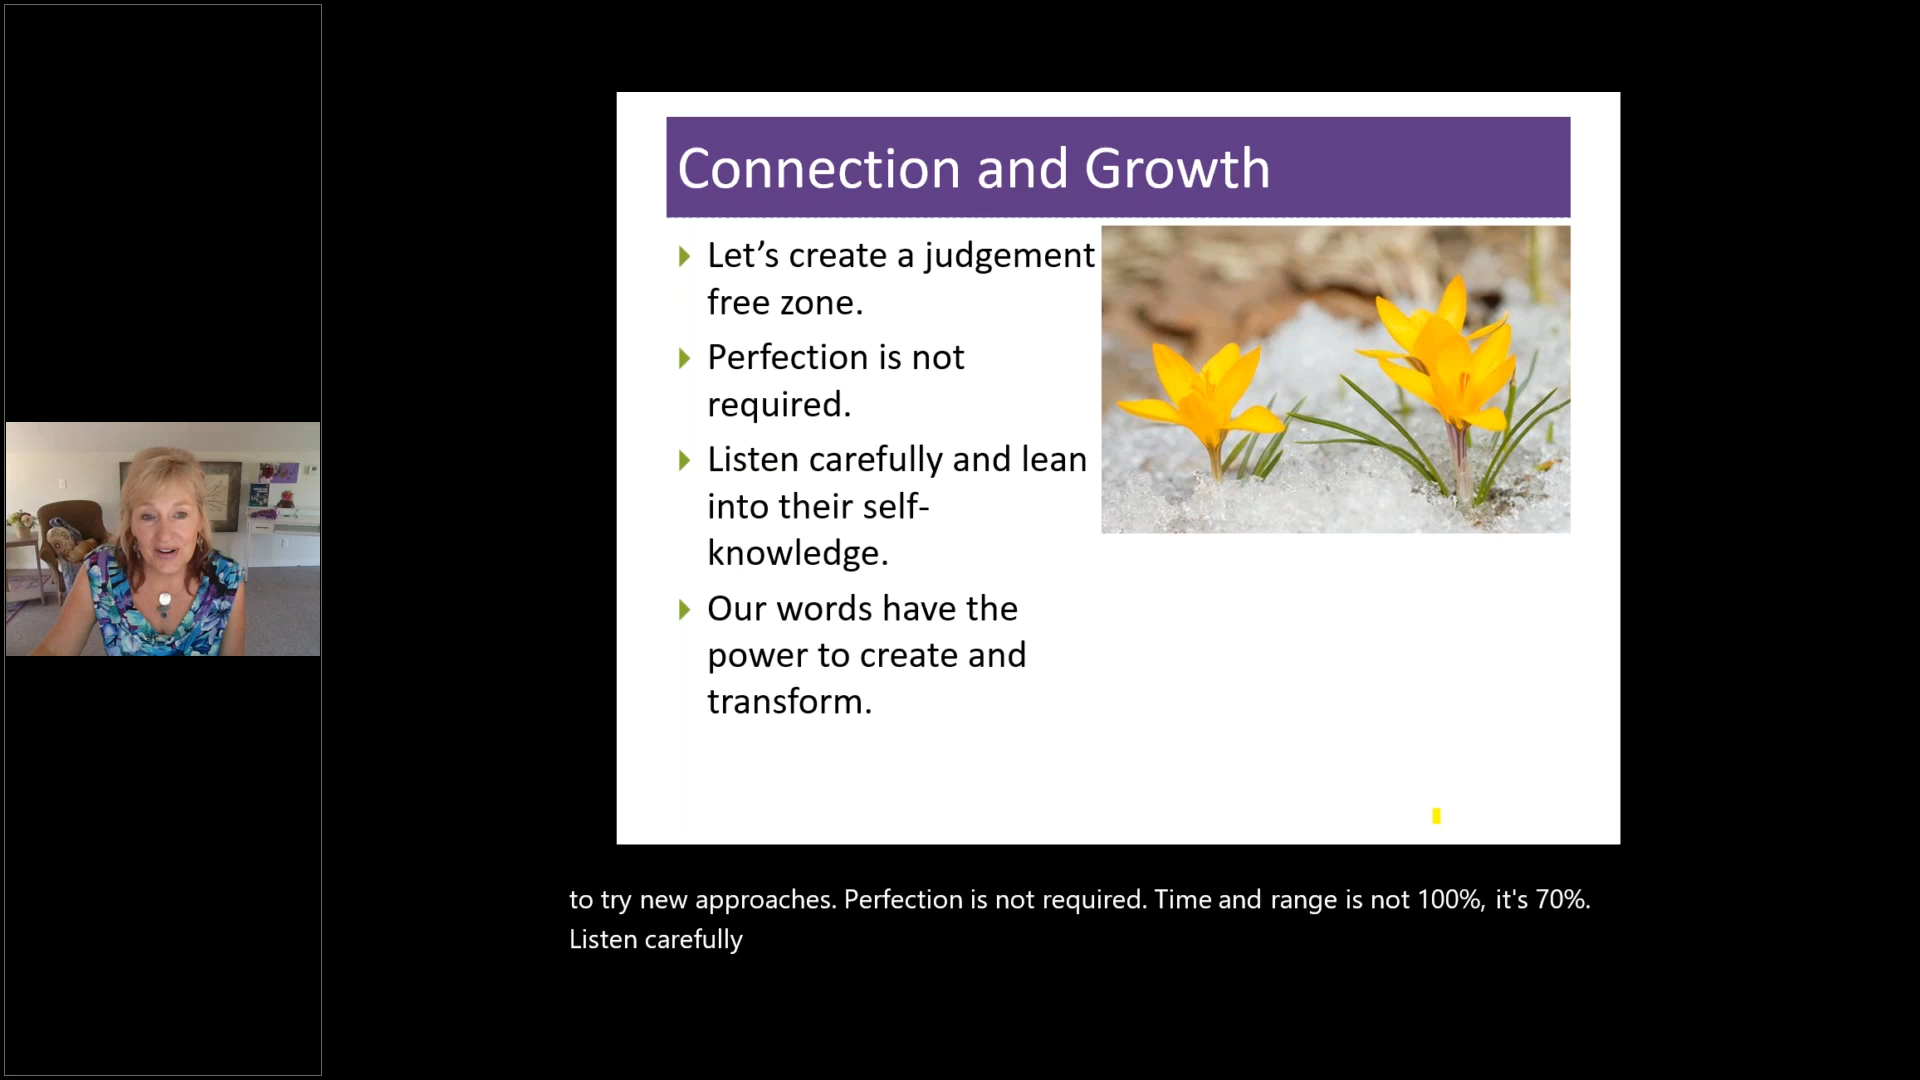 Connection and Growth
Let’s create a judgement
free zone.
Perfection is not
required.
Listen carefully and lean
into their self-
knowledge.
Our words have the
power to create and
transform.
to try new approaches. Perfection is not required. Time and range is not 100%, it's 70%.
Listen carefully